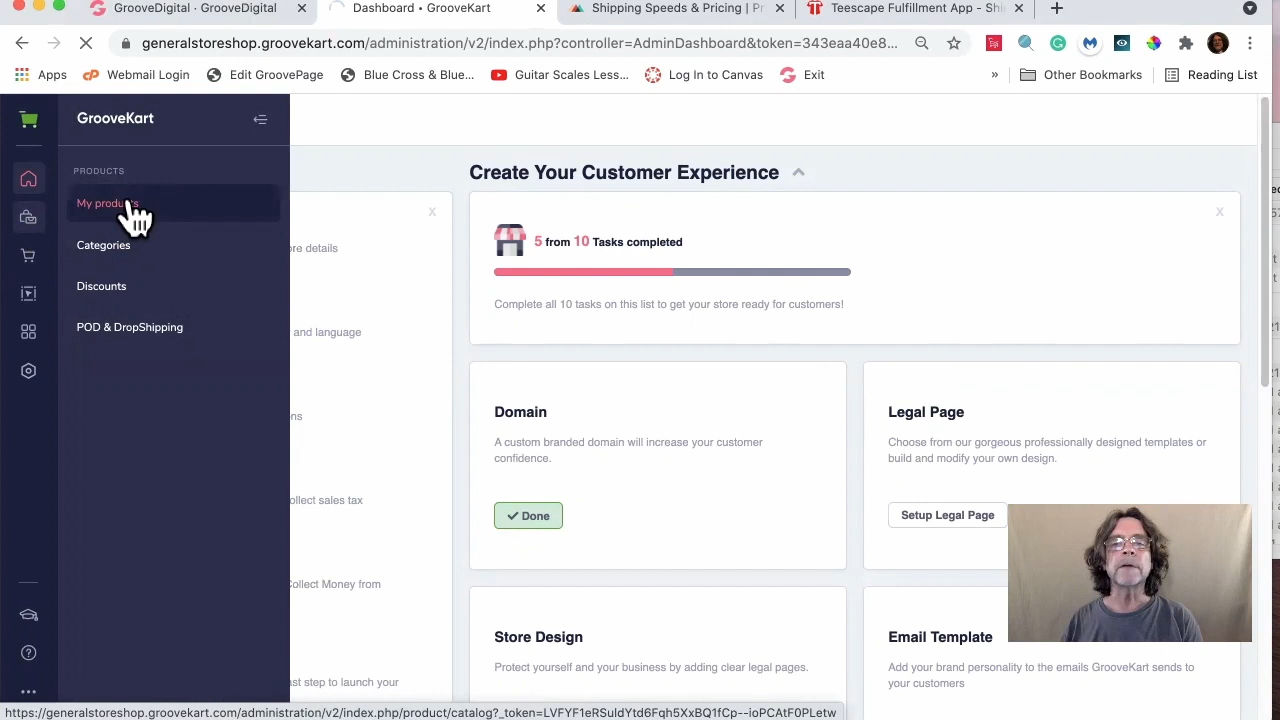 GrooveDigital · GrooveDigital
Dashboard • GrooveKart
Shipping Speeds & Pricing | Pr
Teescape Fulfillment App - Shi
generalstoreshop.groovekart.com/administration/v2/index.php?controller=AdminDashboard&token=343eaa40e8...
Apps
Webmail Login
Edit GroovePage
Blue Cross & Blue...
Guitar Scales Less...
Log In to Canvas
Exit
»
Other Bookmarks
Reading List
GrooveKart
PRODUCTS
My products
Categories
Discounts
POD & DropShipping
ore details
and language
ons
ollect sales tax
Collect Money from
st step to launch your
Create Your Customer Experience
5 from 10 Tasks completed
Complete all 10 tasks on this list to get your store ready for customers!
Domain
A custom branded domain will increase your customer
confidence.
Done
Legal Page
Choose from our gorgeous professionally designed templates or
build and modify your own design.
Setup Legal Page
Store Design
Protect yourself and your business by adding clear legal pages.
Email Template
Add your brand personality to the emails GrooveKart sends to
your customers
https://generalstoreshop.groovekart.com/administration/v2/index.php/product/catalog?_token=LVFYF1eRSuldYtd6Fqh5XxBQ1fCp--ioPCAtF0PLetw